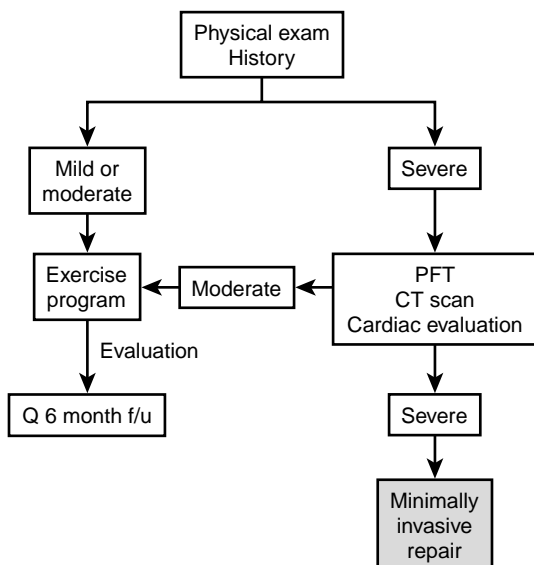 Physical exam
History
Mild or
moderate
Severe
Exercise
program
Moderate
PFT
CT scan
Cardiac evaluation
Evaluation
Q 6 month f/u
Severe
Minimally
invasive
repair